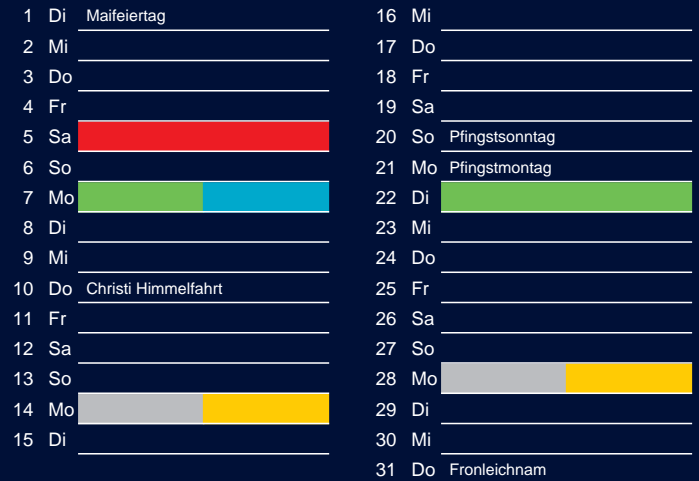 1 Di Maifeiertag
2 Mi
3 Do
4 Fr
5 Sa
6 So
7 Mo
8 Di
9 Mi
10 Do Christi Himmelfahrt
11 Fr
12 Sa
13 So
14 Mo
15 Di
16 Mi
17 Do
18 Fr
19 Sa
20 So Pfingstsonntag
21 Mo Pfingstmontag
22 Di
23 Mi
24 Do
25 Fr
26 Sa
27 So
28 Mo
29 Di
30 Mi
31 Do Fronleichnam